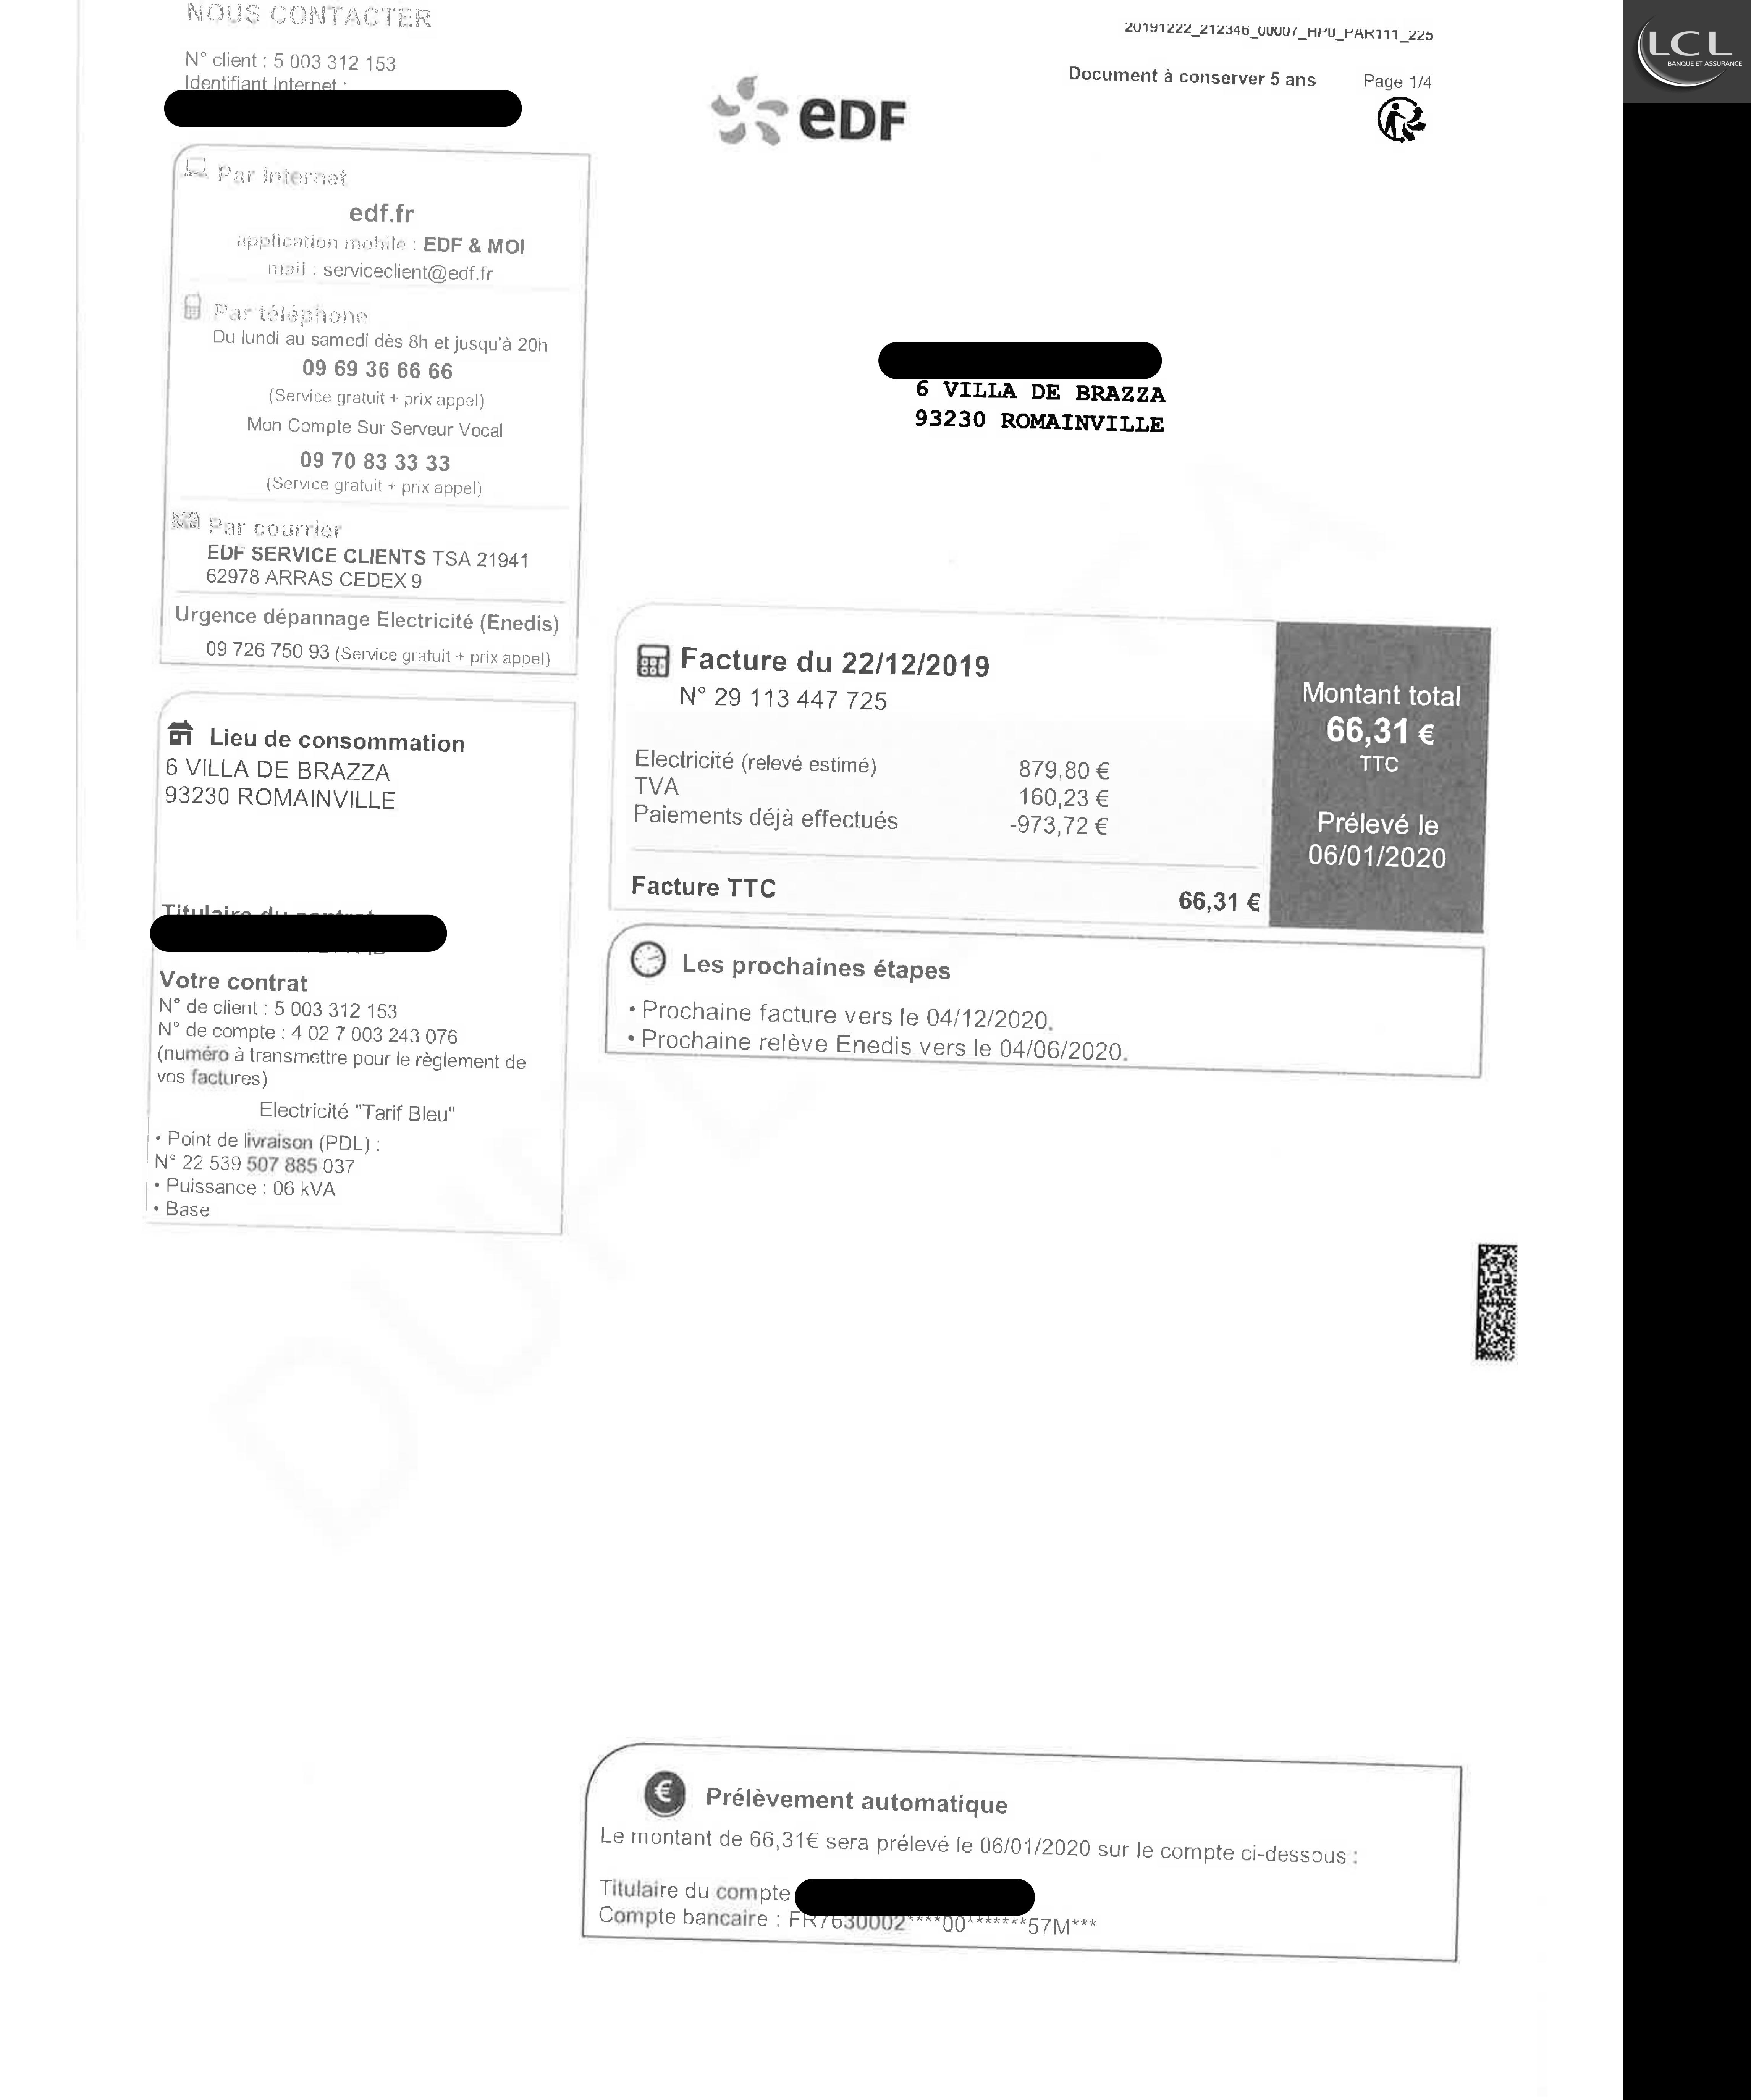 NOUS CONTACTER
N° client : 5 003 312 153
Identifiant Internet :
20191222_212346_00007_HP0_PAR111_225
Document à conserver 5 ans Page 1/4
LCL
BANQUE ET ASSURANCE
eDF
Par Internet
edf.fr
application mobile : EDF & MOI
mail : serviceclient@edf.fr
Par téléphone
Du lundi au samedi dès 8h et jusqu'à 20h
09 69 36 66 66
(Service gratuit + prix appel)
Mon Compte Sur Serveur Vocal
09 70 83 33 33
(Service gratuit + prix appel)
Par courrier
EDF SERVICE CLIENTS TSA 21941
62978 ARRAS CEDEX 9
Urgence dépannage Electricité (Enedis)
09 726 750 93 (Service gratuit + prix appel)
6 VILLA DE BRAZZA
93230 ROMAINVILLE
Lieu de consommation
6 VILLA DE BRAZZA
93230 ROMAINVILLE
Titulaire du contrat
Votre contrat
N° de client : 5 003 312 153
N° de compte : 4 02 7 003 243 076
(numéro à transmettre pour le règlement de
vos factures)
Electricité "Tarif Bleu"
• Point de livraison (PDL) :
N° 22 539 507 885 037
• Puissance : 06 kVA
• Base
Facture du 22/12/2019
N° 29 113 447 725
Electricité (relevé estimé) 879,80 €
TVA 160,23 €
Paiements déjà effectués -973,72 €
Facture TTC 66,31 €
Montant total
66,31 €
TTC
Prélevé le
06/01/2020
Les prochaines étapes
• Prochaine facture vers le 04/12/2020.
• Prochaine relève Enedis vers le 04/06/2020.
Prélèvement automatique
Le montant de 66,31€ sera prélevé le 06/01/2020 sur le compte ci-dessous :
Titulaire du compte
Compte bancaire : FR7630002****00*******57M***